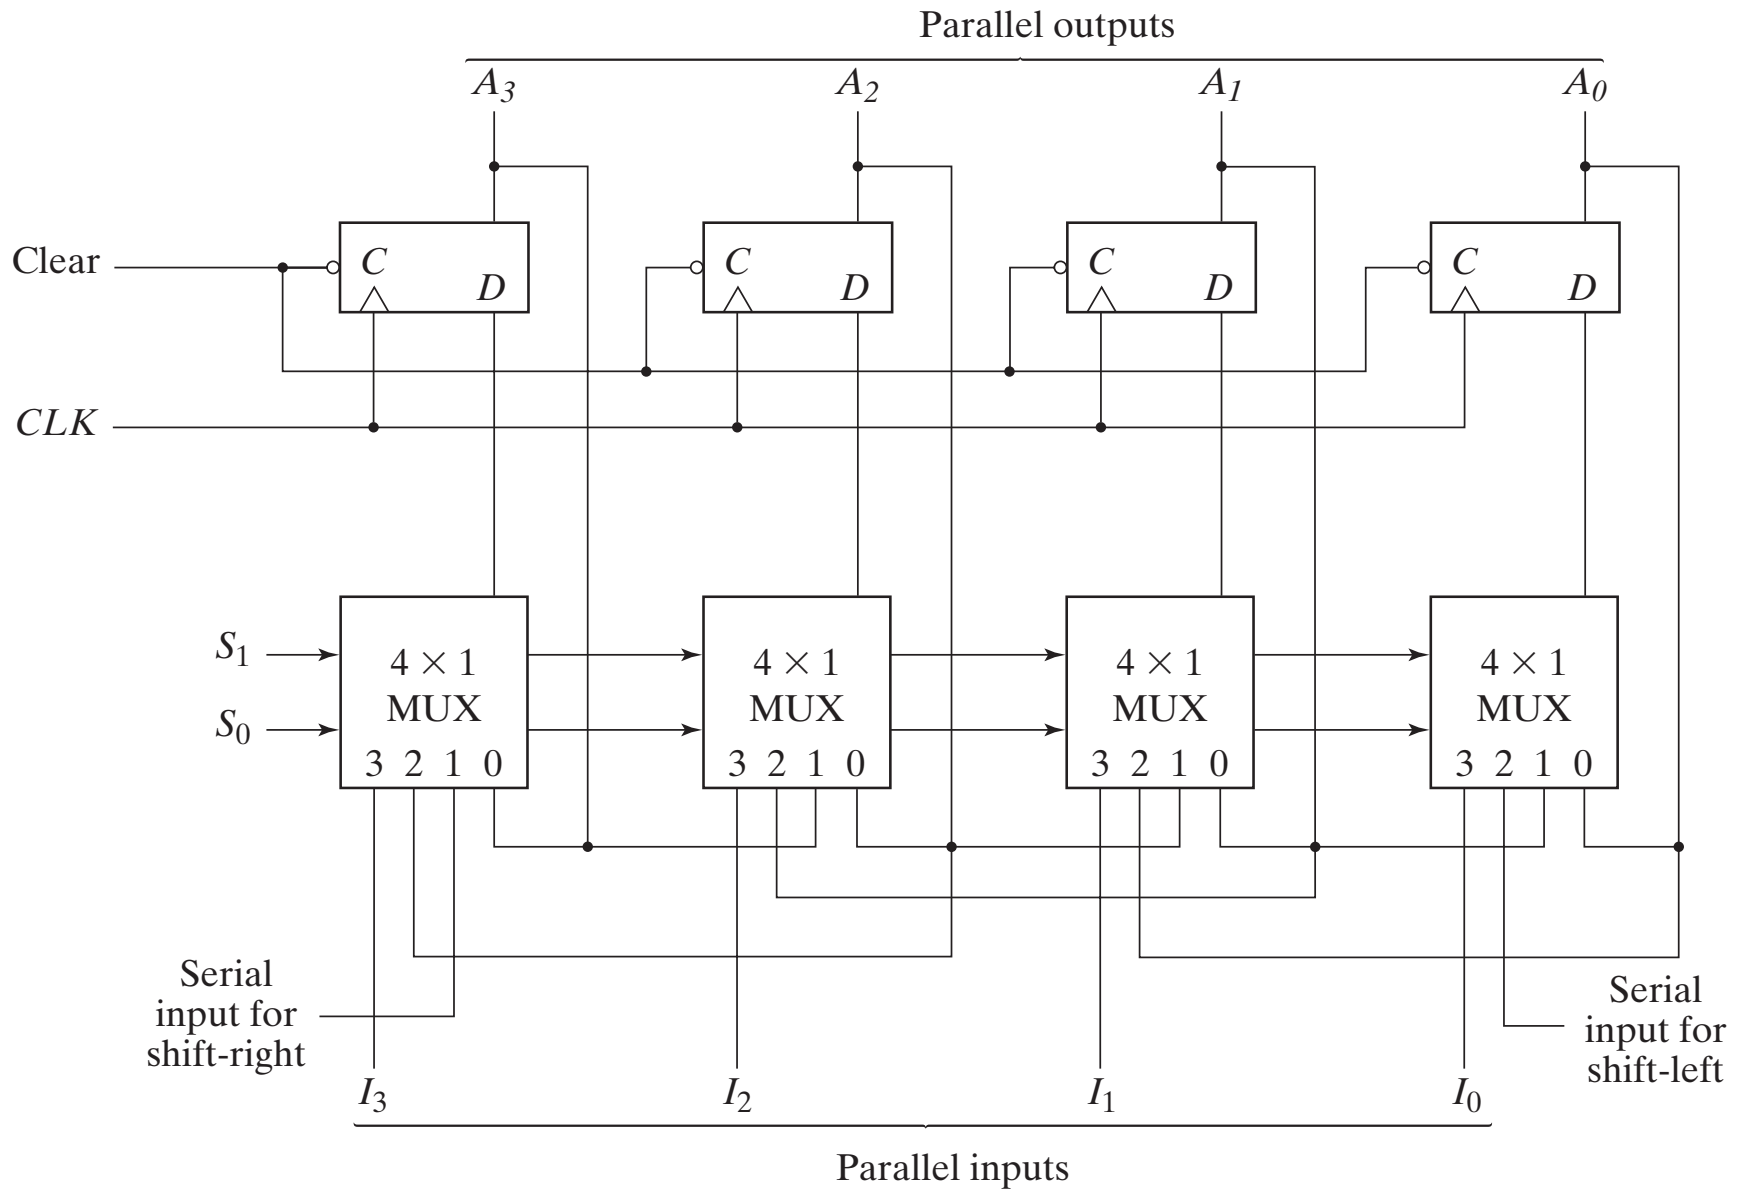 Parallel outputs
A₃ A₂ A₁ A₀
Clear C D C D C D C D
CLK
S₁ 4 × 1 4 × 1 4 × 1 4 × 1
S₀ MUX MUX MUX MUX
3 2 1 0 3 2 1 0 3 2 1 0 3 2 1 0
Serial
input for
shift-right
Serial
input for
shift-left
I₃ I₂ I₁ I₀
Parallel inputs